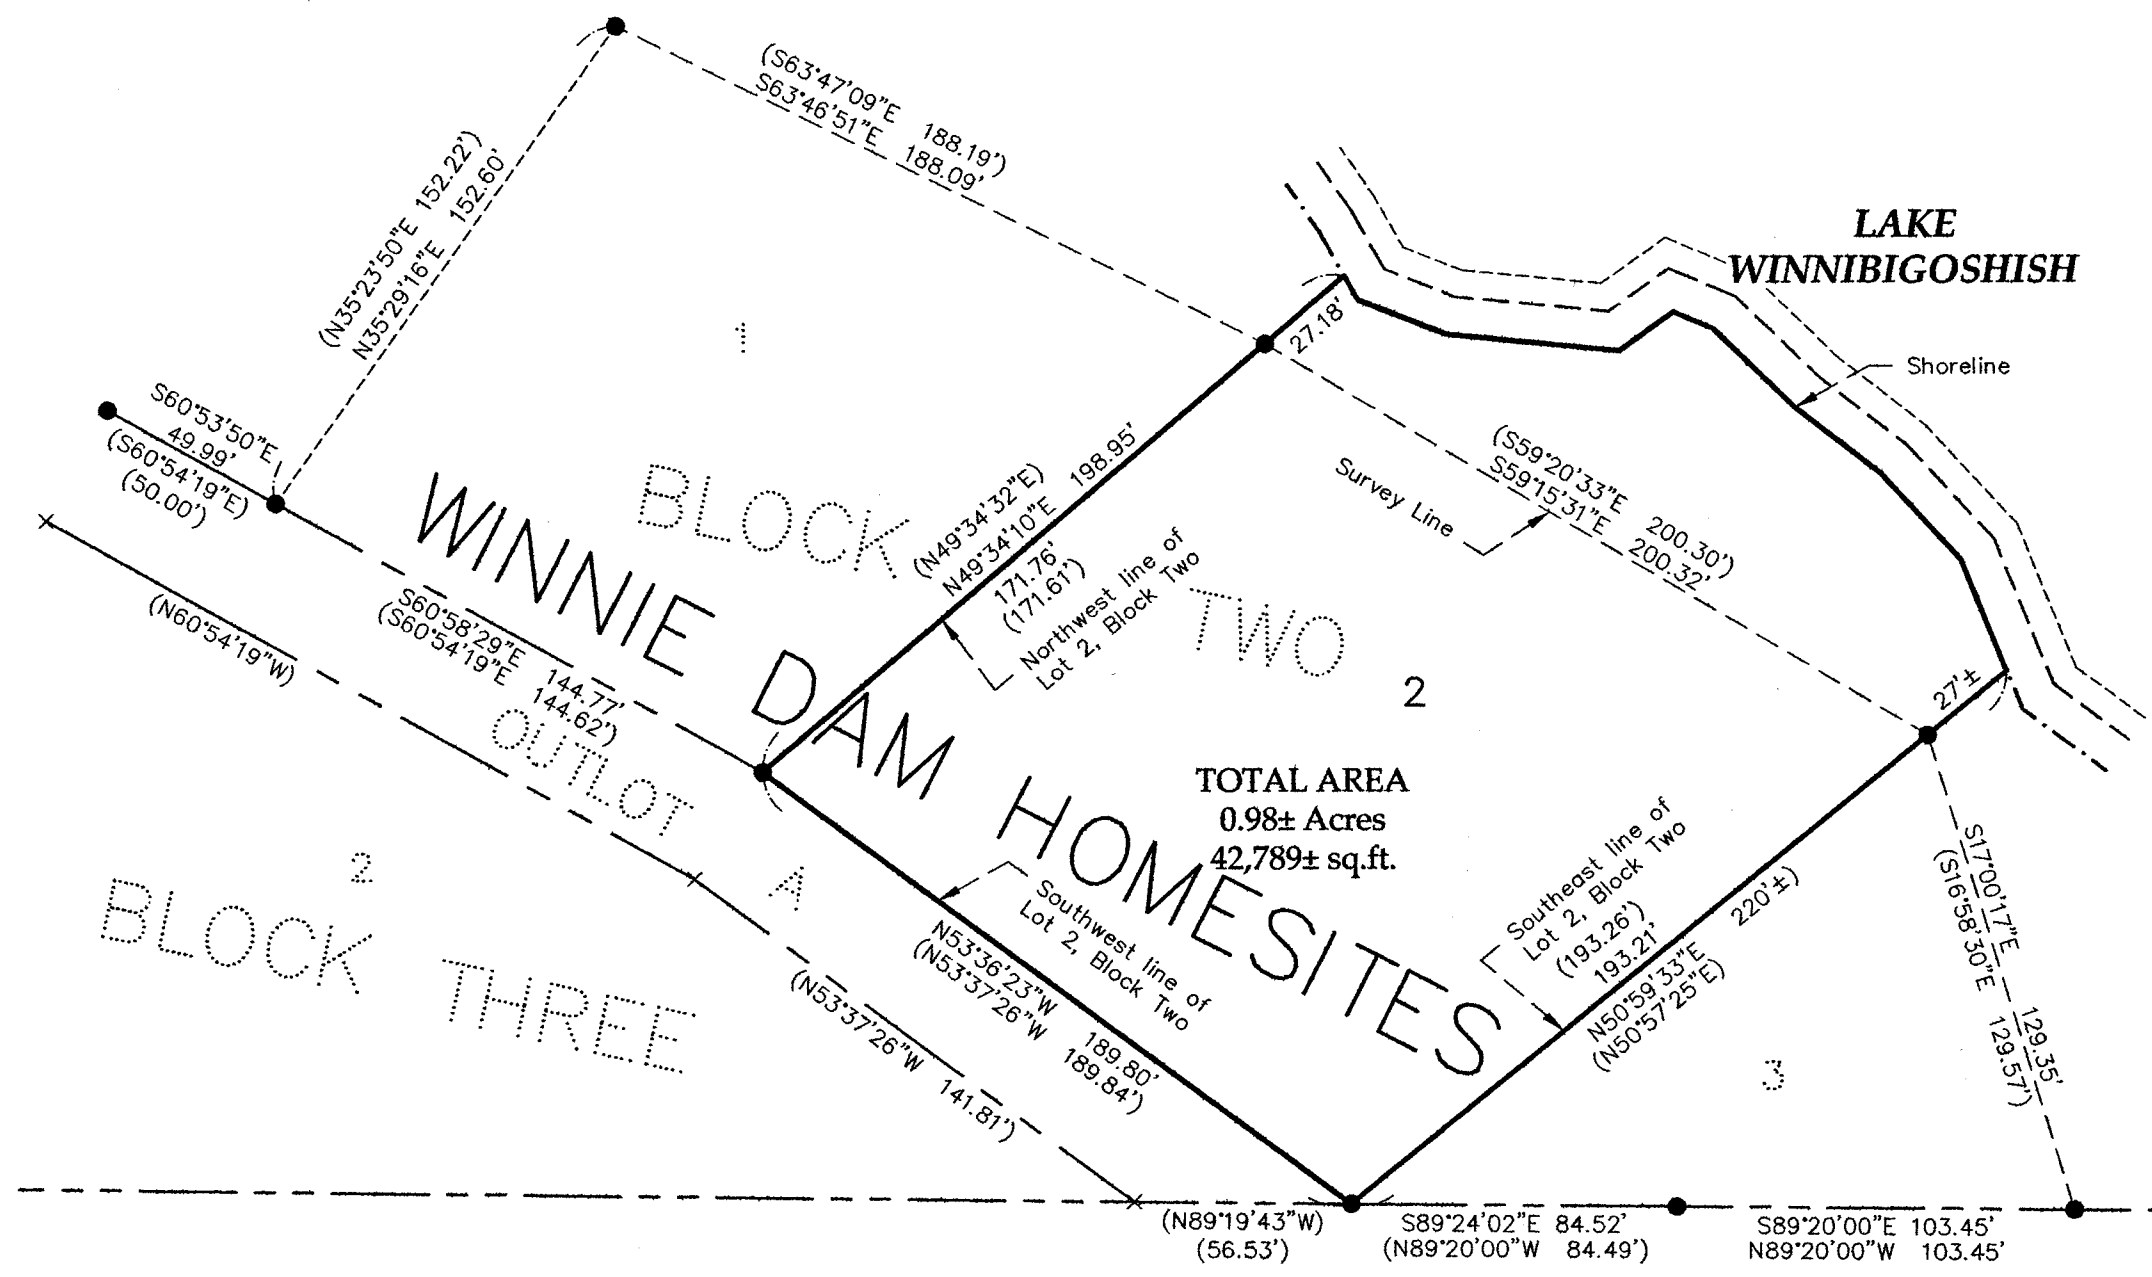 (S63°47'09"E 188.19')
S63°46'51"E 188.09'
(N35°23'50"E 152.22')
N35°29'16"E 152.60'
LAKE
WINNIBIGOSHISH
27.18'
1
Shoreline
S60°53'50"E
49.99'
(S60°54'19"E)
(50.00')
(S59°20'33"E 200.30')
S59°15'31"E 200.32'
Survey Line
BLOCK
TWO
WINNIE DAM HOMESITES
(N49°34'32"E)
N49°34'10"E 198.95'
171.76'
(171.61')
Northwest line of
Lot 2, Block Two
(N60°54'19"W)
S60°58'29"E 144.77'
(S60°54'19"E 144.62')
OUTLOT
A
2
27'±
TOTAL AREA
0.98± Acres
42,789± sq.ft.
2
BLOCK THREE
Southwest line of
Lot 2, Block Two
N53°36'23"W 189.80'
(N53°37'26"W 189.84')
(N53°37'26"W 141.81')
Southeast line of
Lot 2, Block Two
(193.26')
193.21'
N50°59'33"E 220'±)
(N50°57'25"E)
S17°00'17"E 129.35'
(S16°58'30"E 129.57')
3
(N89°19'43"W)
(56.53')
S89°24'02"E 84.52'
(N89°20'00"W 84.49')
S89°20'00"E 103.45'
N89°20'00"W 103.45'